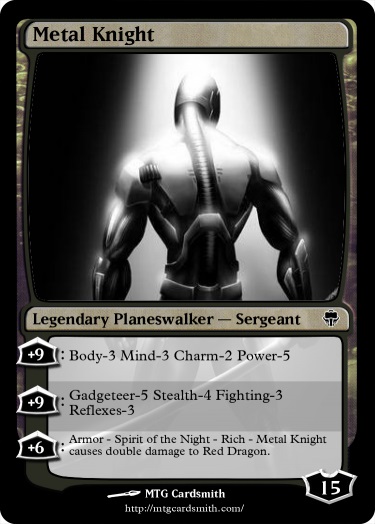 Metal Knight
Legendary Planeswalker — Sergeant
+9 : Body-3 Mind-3 Charm-2 Power-5
+9 : Gadgeteer-5 Stealth-4 Fighting-3
Reflexes-3
+6 : Armor - Spirit of the Night - Rich - Metal Knight
causes double damage to Red Dragon.
15
MTG Cardsmith
http://mtgcardsmith.com/